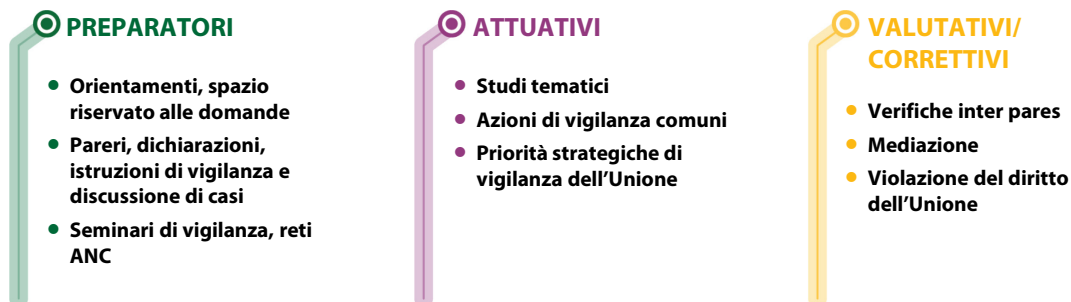 PREPARATORI
Orientamenti, spazio
riservato alle domande
Pareri, dichiarazioni,
istruzioni di vigilanza e
discussione di casi
Seminari di vigilanza, reti
ANC
ATTUATIVI
Studi tematici
Azioni di vigilanza comuni
Priorità strategiche di
vigilanza dell’Unione
VALUTATIVI/
CORRETTIVI
Verifiche inter pares
Mediazione
Violazione del diritto
dell’Unione